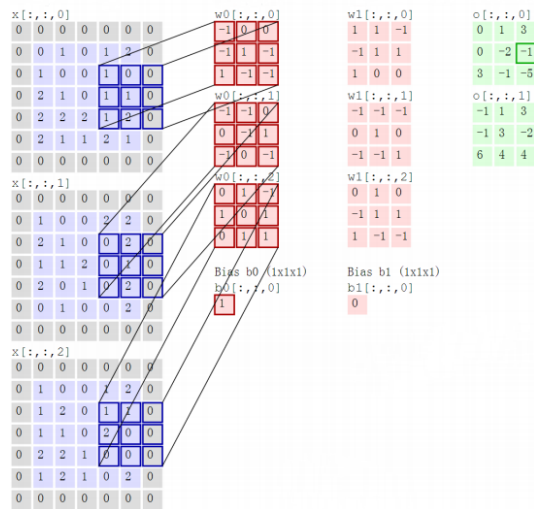 x[:,:,0]
0 0 0 0 0 0 0
0 0 1 0 1 2 0
0 1 0 0 1 0 0
0 2 1 0 1 1 0
0 2 2 2 1 2 0
0 2 1 1 2 1 0
0 0 0 0 0 0 0
x[:,:,1]
0 0 0 0 0 0 0
0 1 0 0 2 2 0
0 2 1 0 0 2 0
0 1 1 2 0 1 0
0 2 0 1 0 2 0
0 0 1 0 0 2 0
0 0 0 0 0 0 0
x[:,:,2]
0 0 0 0 0 0 0
0 1 0 0 1 2 0
0 1 2 0 1 1 0
0 1 1 0 2 0 0
0 2 2 1 0 0 0
0 1 2 1 0 2 0
0 0 0 0 0 0 0
w0[:,:,0]
-1 0 0
-1 1 -1
1 -1 -1
w0[:,:,1]
-1 -1 0
0 -1 1
-1 0 -1
w0[:,:,2]
0 1 -1
1 0 1
0 1 1
Bias b0 (1x1x1)
b0[:,:,0]
1
w1[:,:,0]
1 1 -1
-1 1 1
1 0 0
w1[:,:,1]
-1 -1 -1
0 1 0
-1 -1 1
w1[:,:,2]
0 1 0
-1 1 1
1 -1 -1
Bias b1 (1x1x1)
b1[:,:,0]
0
o[:,:,0]
0 1 3
0 -2 -1
3 -1 -5
o[:,:,1]
-1 1 3
-1 3 -2
6 4 4